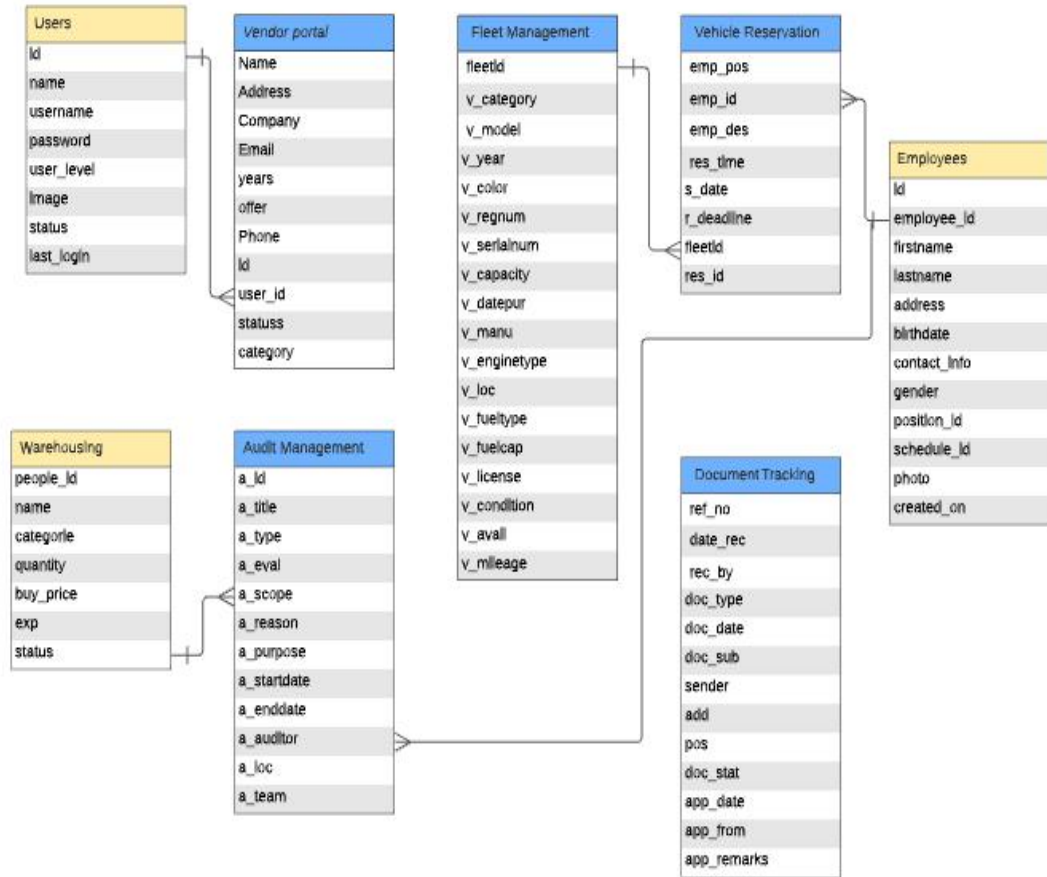 Users
Id
name
username
password
user_level
image
status
last_login
Vendor portal
Name
Address
Company
Email
years
offer
Phone
Id
user_id
statuss
category
Fleet Management
fleetId
v_category
v_model
v_year
v_color
v_regnum
v_serialnum
v_capacity
v_datepur
v_manu
v_enginetype
v_loc
v_fueltype
v_fuelcap
v_license
v_condition
v_avail
v_mileage
Vehicle Reservation
emp_pos
emp_id
emp_des
res_time
s_date
r_deadline
fleetId
res_id
Employees
Id
employee_id
firstname
lastname
address
birthdate
contact_info
gender
position_id
schedule_id
photo
created_on
Warehousing
people_id
name
categorie
quantity
buy_price
exp
status
Audit Management
a_id
a_title
a_type
a_eval
a_scope
a_reason
a_purpose
a_startdate
a_enddate
a_auditor
a_loc
a_team
Document Tracking
ref_no
date_rec
rec_by
doc_type
doc_date
doc_sub
sender
add
pos
doc_stat
app_date
app_from
app_remarks